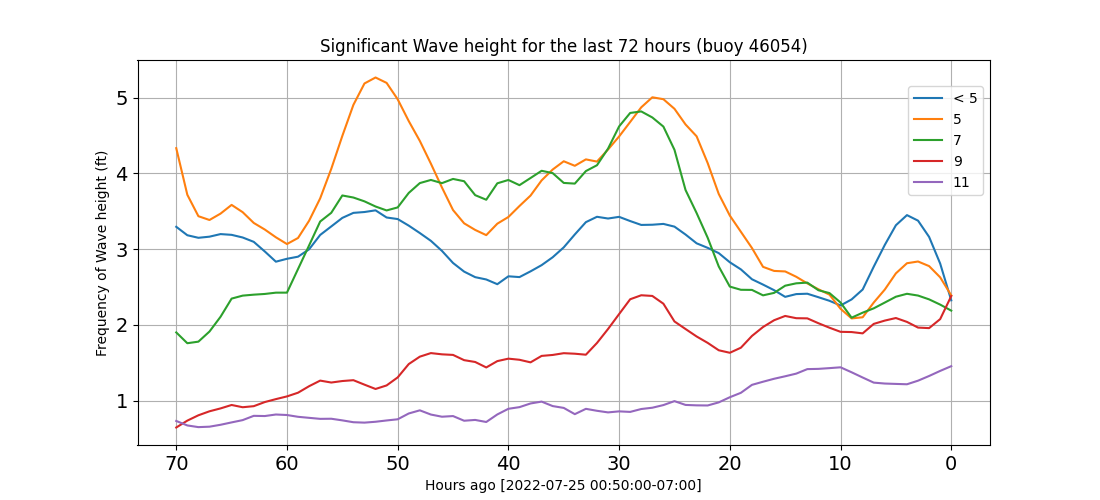 Significant Wave height for the last 72 hours (buoy 46054)
Frequency of Wave height (ft)
5
4
3
2
1
< 5
5
7
9
11
70 60 50 40 30 20 10 0
Hours ago [2022-07-25 00:50:00-07:00]